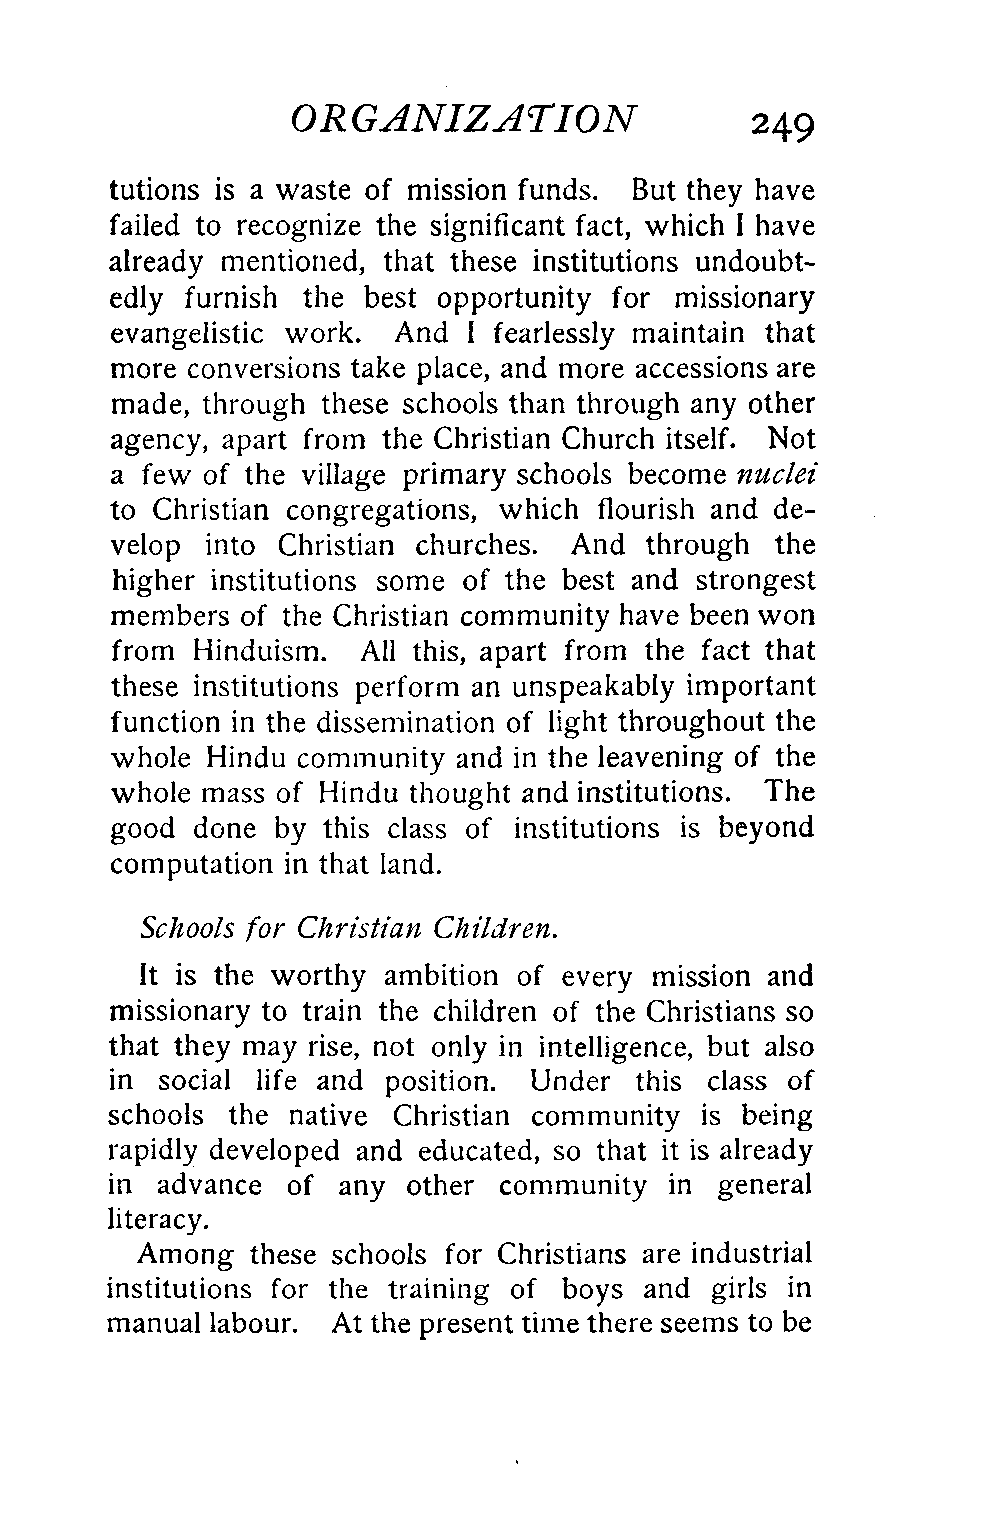 ORGANIZATION 249
tutions is a waste of mission funds. But they have
failed to recognize the significant fact, which I have
already mentioned, that these institutions undoubt-
edly furnish the best opportunity for missionary
evangelistic work. And I fearlessly maintain that
more conversions take place, and more accessions are
made, through these schools than through any other
agency, apart from the Christian Church itself. Not
a few of the village primary schools become nuclei
to Christian congregations, which flourish and de-
velop into Christian churches. And through the
higher institutions some of the best and strongest
members of the Christian community have been won
from Hinduism. All this, apart from the fact that
these institutions perform an unspeakably important
function in the dissemination of light throughout the
whole Hindu community and in the leavening of the
whole mass of Hindu thought and institutions. The
good done by this class of institutions is beyond
computation in that land.
Schools for Christian Children.
It is the worthy ambition of every mission and
missionary to train the children of the Christians so
that they may rise, not only in intelligence, but also
in social life and position. Under this class of
schools the native Christian community is being
rapidly developed and educated, so that it is already
in advance of any other community in general
literacy.
Among these schools for Christians are industrial
institutions for the training of boys and girls in
manual labour. At the present time there seems to be